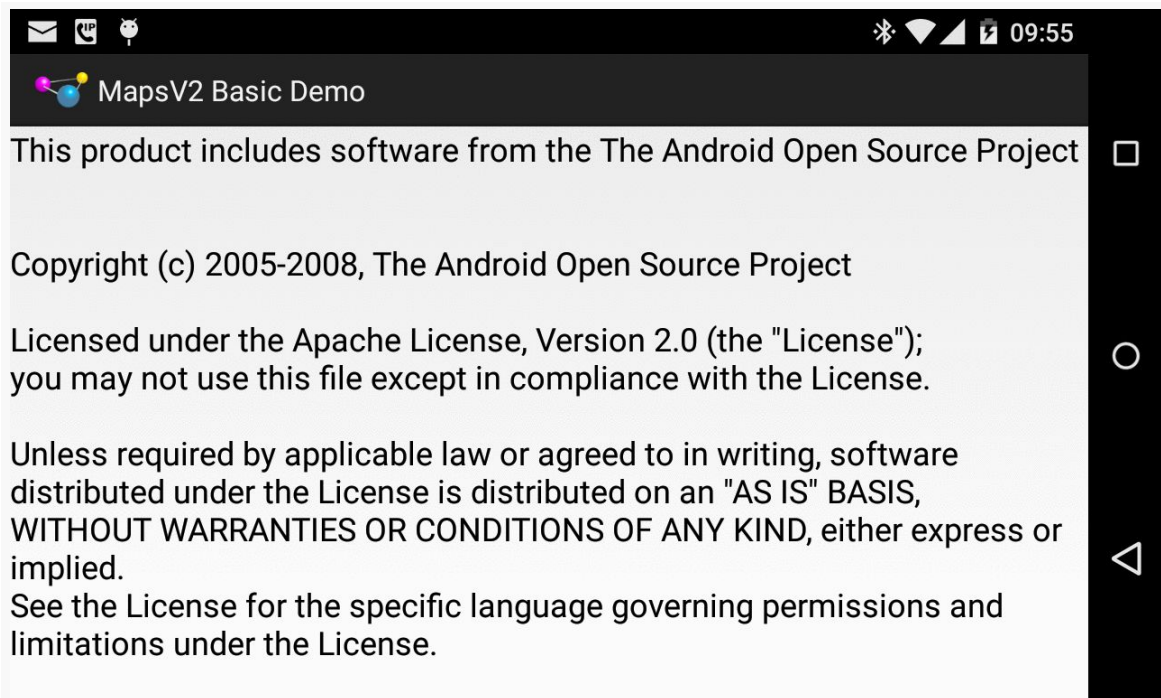 IP
09:55
MapsV2 Basic Demo
This product includes software from the The Android Open Source Project
Copyright (c) 2005-2008, The Android Open Source Project
Licensed under the Apache License, Version 2.0 (the "License");
you may not use this file except in compliance with the License.
Unless required by applicable law or agreed to in writing, software
distributed under the License is distributed on an "AS IS" BASIS,
WITHOUT WARRANTIES OR CONDITIONS OF ANY KIND, either express or
implied.
See the License for the specific language governing permissions and
limitations under the License.